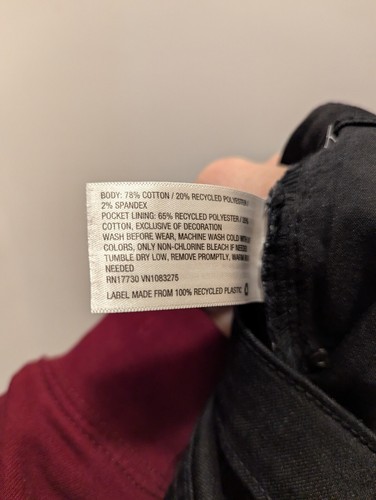 BODY: 78% COTTON / 20% RECYCLED POLYESTER /
2% SPANDEX
POCKET LINING: 65% RECYCLED POLYESTER /
COTTON, EXCLUSIVE OF DECORATION
WASH BEFORE WEAR, MACHINE WASH COLD WITH
COLORS, ONLY NON-CHLORINE BLEACH IF NEEDED
TUMBLE DRY LOW, REMOVE PROMPTLY, WARM
NEEDED
RN17730 VN1083275
LABEL MADE FROM 100% RECYCLED PLASTIC